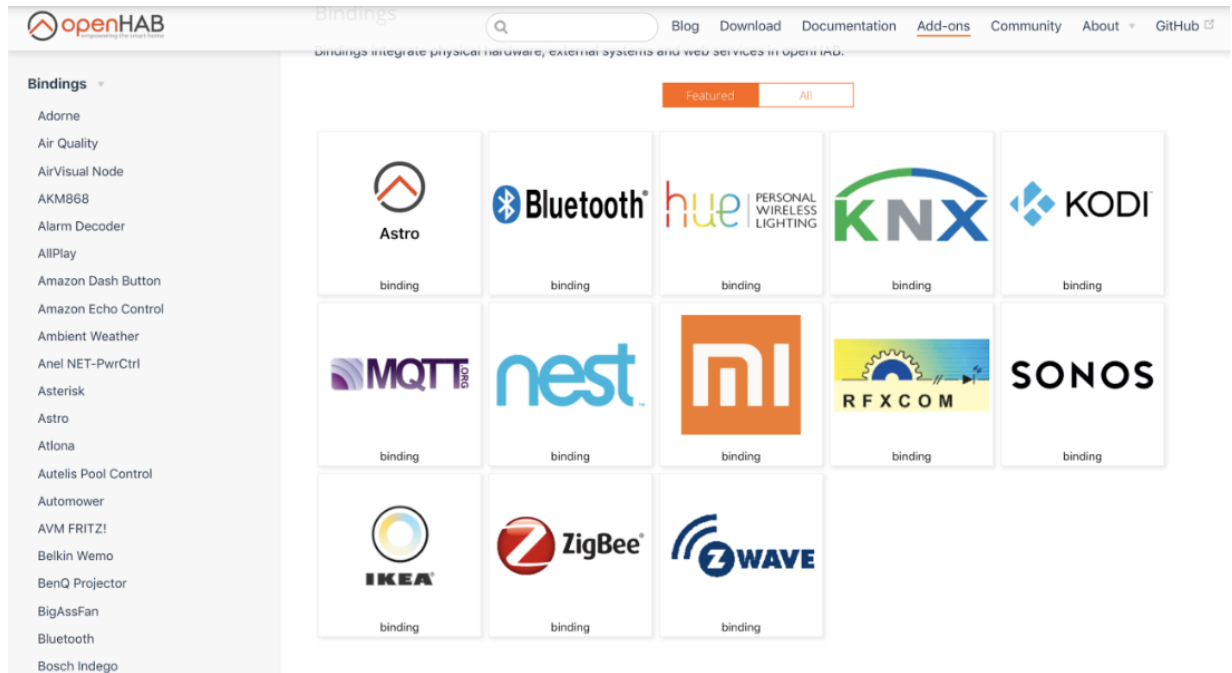 openHAB
empowering the smart home
Bindings
Blog Download Documentation Add-ons Community About GitHub
Bindings integrate physical hardware, external systems and web services in openHAB.
Bindings
Adorne
Air Quality
AirVisual Node
AKM868
Alarm Decoder
AllPlay
Amazon Dash Button
Amazon Echo Control
Ambient Weather
Anel NET-PwrCtrl
Asterisk
Astro
Atlona
Autelis Pool Control
Automower
AVM FRITZ!
Belkin Wemo
BenQ Projector
BigAssFan
Bluetooth
Bosch Indego
Featured All
Astro
binding
Bluetooth®
binding
hue PERSONAL
WIRELESS
LIGHTING
binding
KNX
binding
KODI
binding
MQTT.ORG
binding
nest™
binding
mi
binding
RFXCOM
binding
SONOS
binding
IKEA®
binding
ZigBee®
binding
Z WAVE
binding